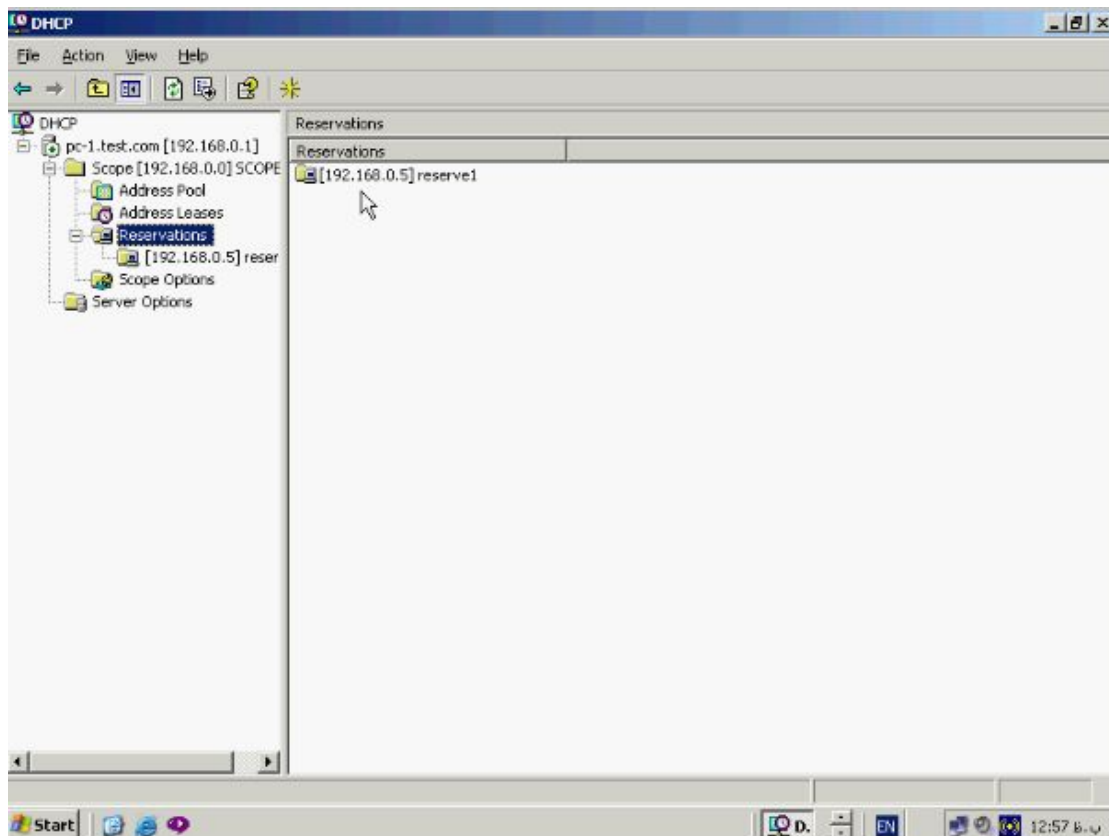 DHCP
File Action View Help
DHCP
pc-1.test.com [192.168.0.1]
Scope [192.168.0.0] SCOPE
Address Pool
Address Leases
Reservations
[192.168.0.5] reser
Scope Options
Server Options
Reservations
Reservations
[192.168.0.5] reserve1
Start
D.
EN
12:57 ب.ظ